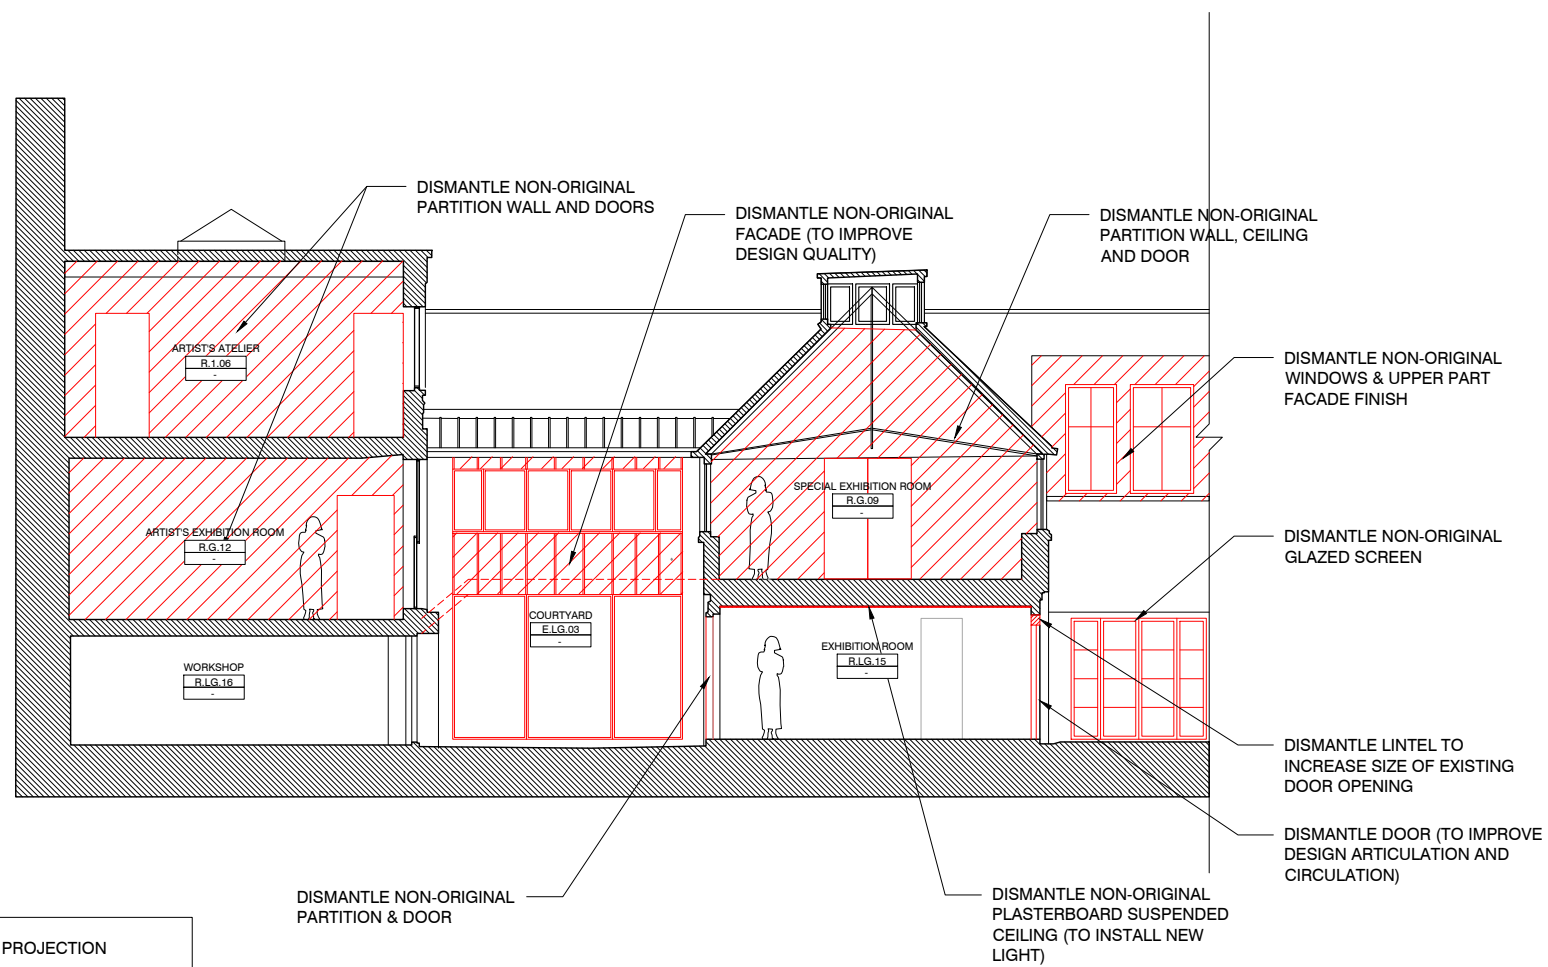 DISMANTLE NON-ORIGINAL
PARTITION WALL AND DOORS
DISMANTLE NON-ORIGINAL
FACADE (TO IMPROVE
DESIGN QUALITY)
DISMANTLE NON-ORIGINAL
PARTITION WALL, CEILING
AND DOOR
ARTIST'S ATELIER
R.1.06
-
DISMANTLE NON-ORIGINAL
WINDOWS & UPPER PART
FACADE FINISH
SPECIAL EXHIBITION ROOM
R.G.09
-
ARTIST'S EXHIBITION ROOM
R.G.12
-
DISMANTLE NON-ORIGINAL
GLAZED SCREEN
COURTYARD
E.LG.03
-
EXHIBITION ROOM
R.LG.15
-
WORKSHOP
R.LG.16
-
DISMANTLE LINTEL TO
INCREASE SIZE OF EXISTING
DOOR OPENING
DISMANTLE DOOR (TO IMPROVE
DESIGN ARTICULATION AND
CIRCULATION)
DISMANTLE NON-ORIGINAL
PARTITION & DOOR
DISMANTLE NON-ORIGINAL
PLASTERBOARD SUSPENDED
CEILING (TO INSTALL NEW
LIGHT)
PROJECTION